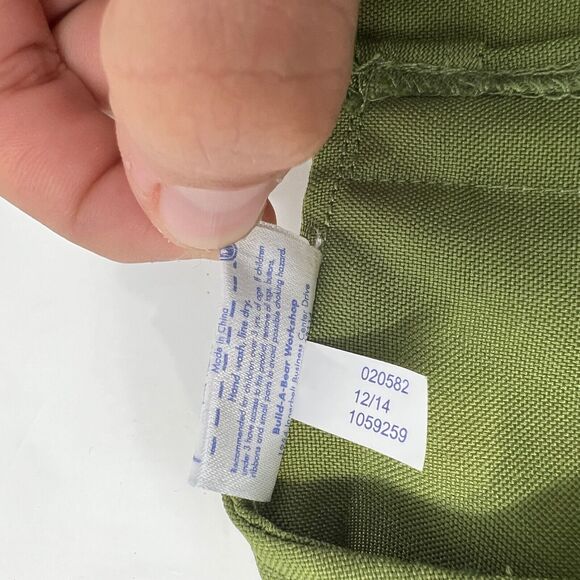 Made in China
Hand wash, line dry.
Recommended for children over 3 yrs. of age. If children
under 3 have access to the product, remove all tags, buttons,
ribbons and small parts to avoid possible choking hazard.
Build-A-Bear Workshop
Innerbelt Business Center Drive
020582
12/14
1059259